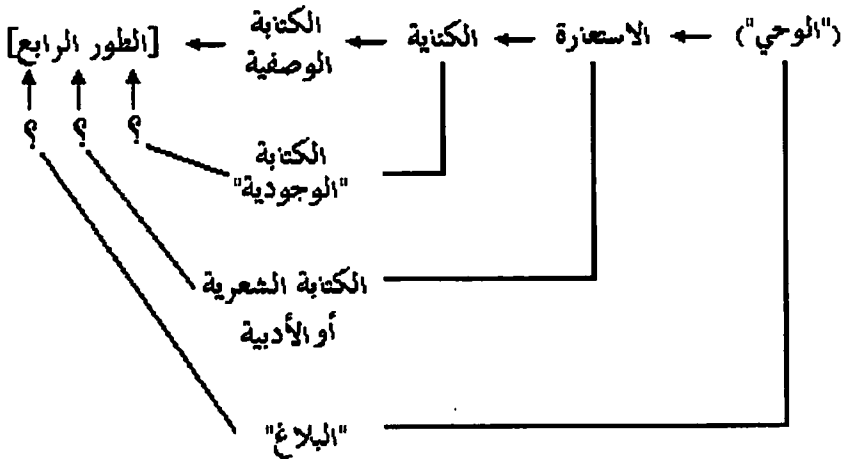 ("الوحي") ← الاستعارة ← الكناية ← الكتابة الوصفية ← [الطور الرابع]
؟ ؟ ؟
الكتابة
"الوجودية"
الكتابة الشعرية
أو الأدبية
"البلاغ"